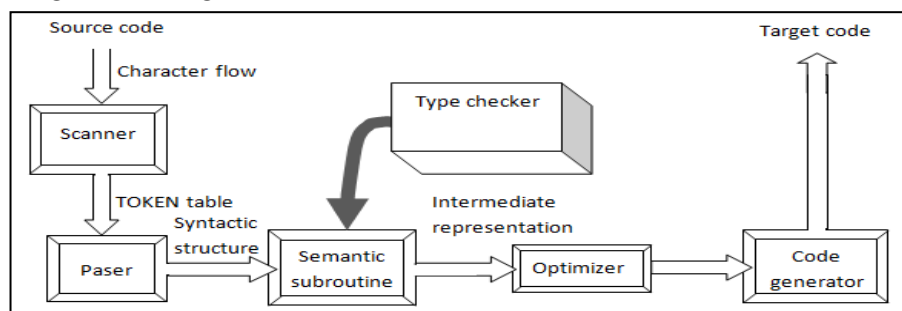 Source code
Target code
Character flow
Type checker
Scanner
TOKEN table
Syntactic
structure
Intermediate
representation
Paser
Semantic
subroutine
Optimizer
Code
generator